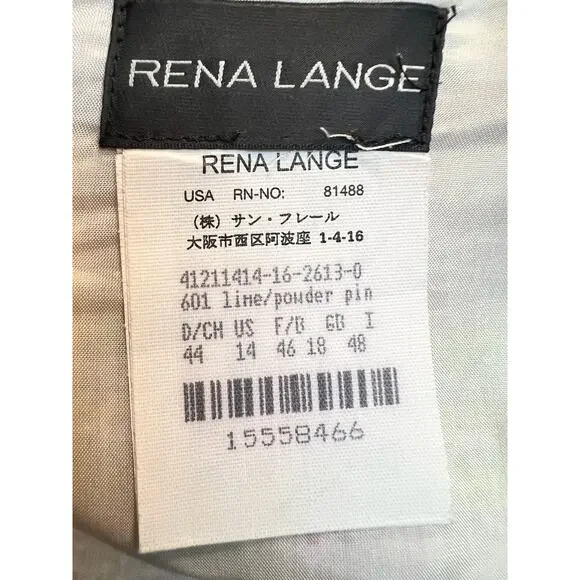 RENA LANGE
RENA LANGE
USA RN-NO: 81488
（株）サン・フレール
大阪市西区阿波座 1-4-16
41211414-16-2613-0
601 lime/powder pin
D/CH US F/B GB I
44 14 46 18 48
15558466